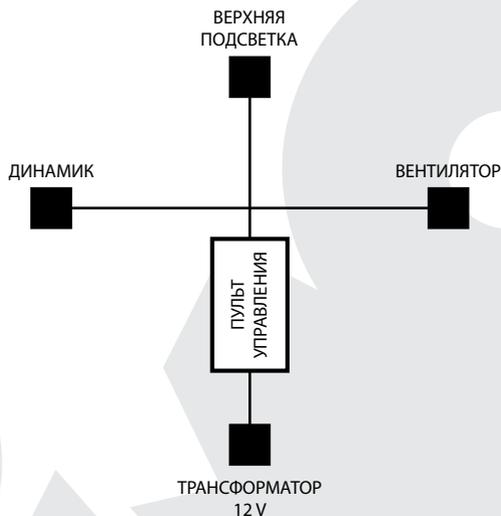 ВЕРХНЯЯ
ПОДСВЕТКА
ДИНАМИК
ВЕНТИЛЯТОР
ПУЛЬТ
УПРАВЛЕНИЯ
ТРАНСФОРМАТОР
12 V